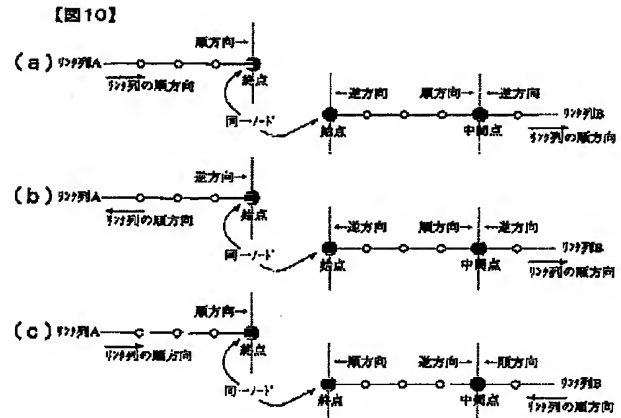 【図10】
順方向→
(a) リンク列A
リンク列の順方向
終点
←逆方向 順方向→ ←逆方向
同一ノード
始点
中間点
リンク列B
リンク列の順方向
逆方向→
(b) リンク列A
リンク列の順方向
始点
←逆方向 順方向→ ←逆方向
同一ノード
始点
中間点
リンク列B
リンク列の順方向
順方向→
(c) リンク列A
リンク列の順方向
終点
←順方向 逆方向→ ←順方向
同一ノード
終点
中間点
リンク列B
リンク列の順方向